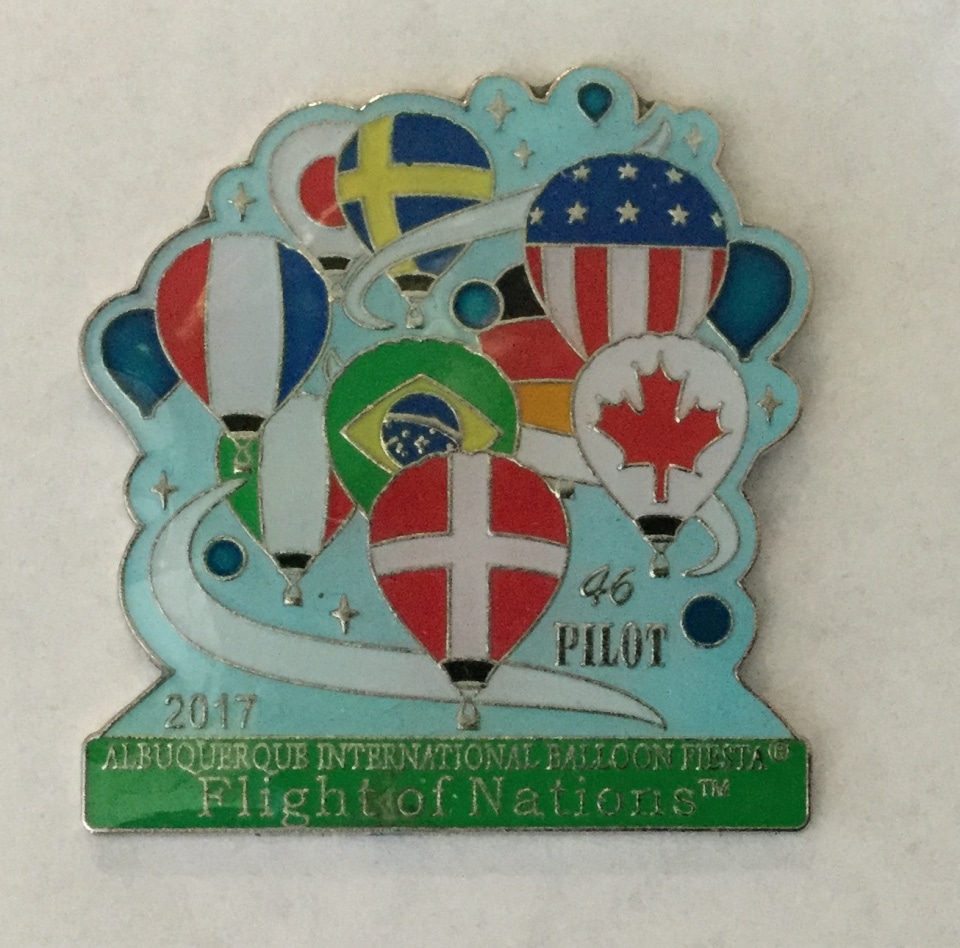 46
PILOT
2017
ALBUQUERQUE INTERNATIONAL BALLOON FIESTA®
Flight of Nations™